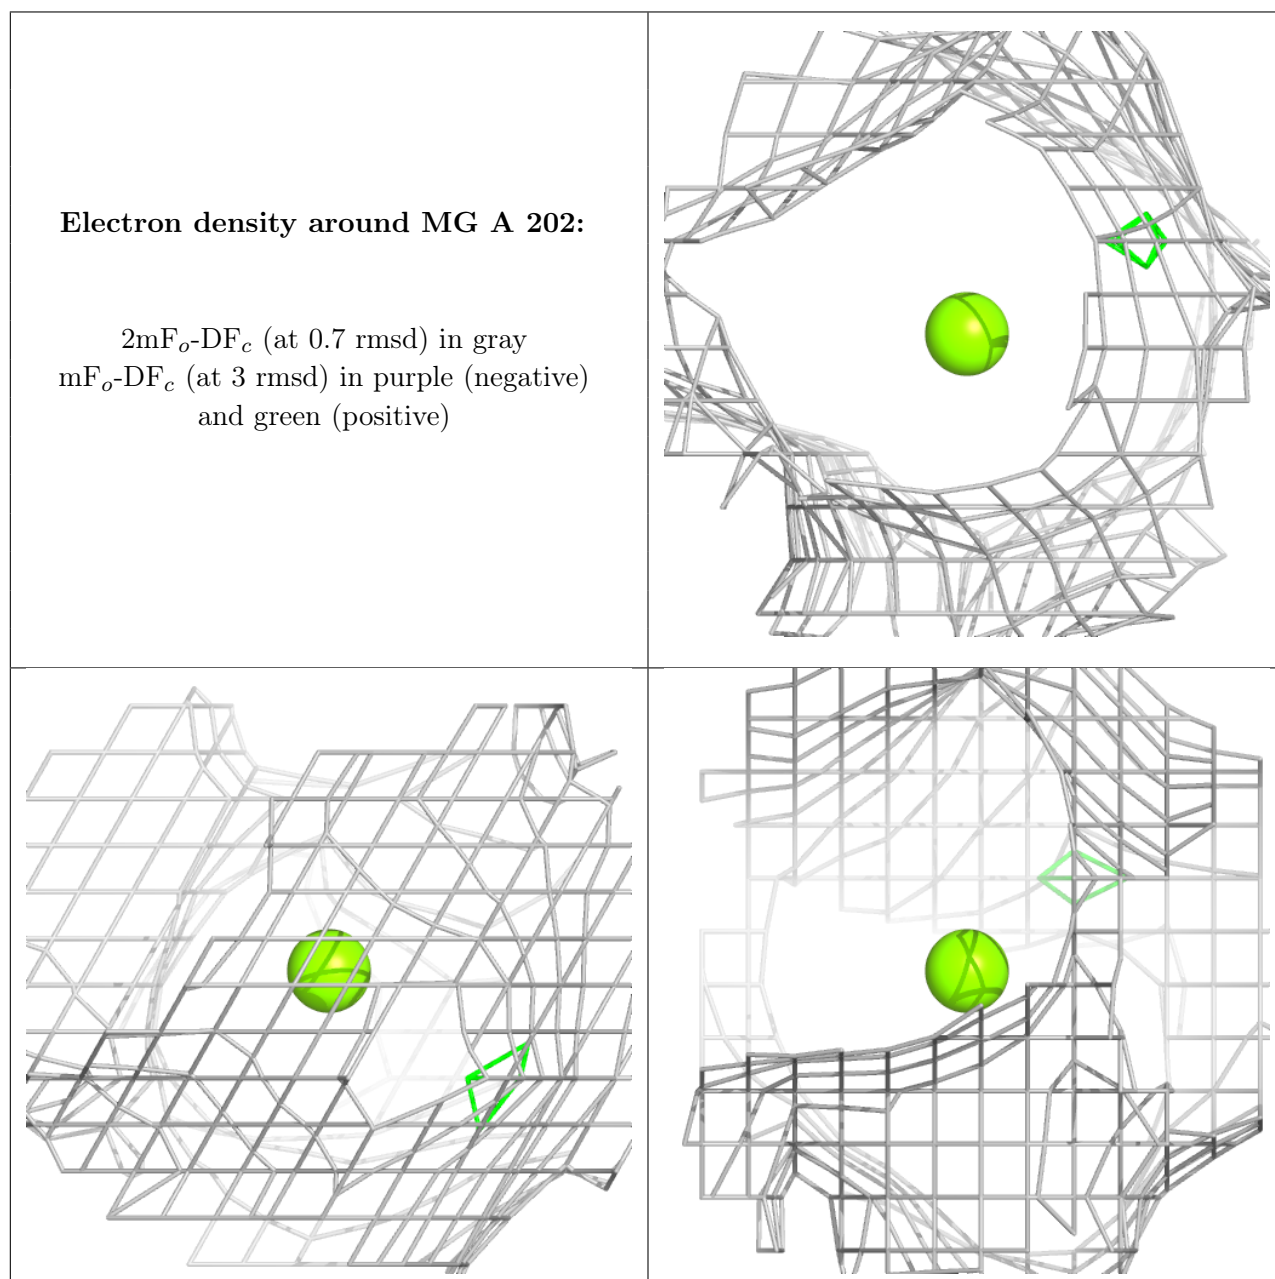 Electron density around MG A 202:
2mFo-DFc (at 0.7 rmsd) in gray
mFo-DFc (at 3 rmsd) in purple (negative)
and green (positive)